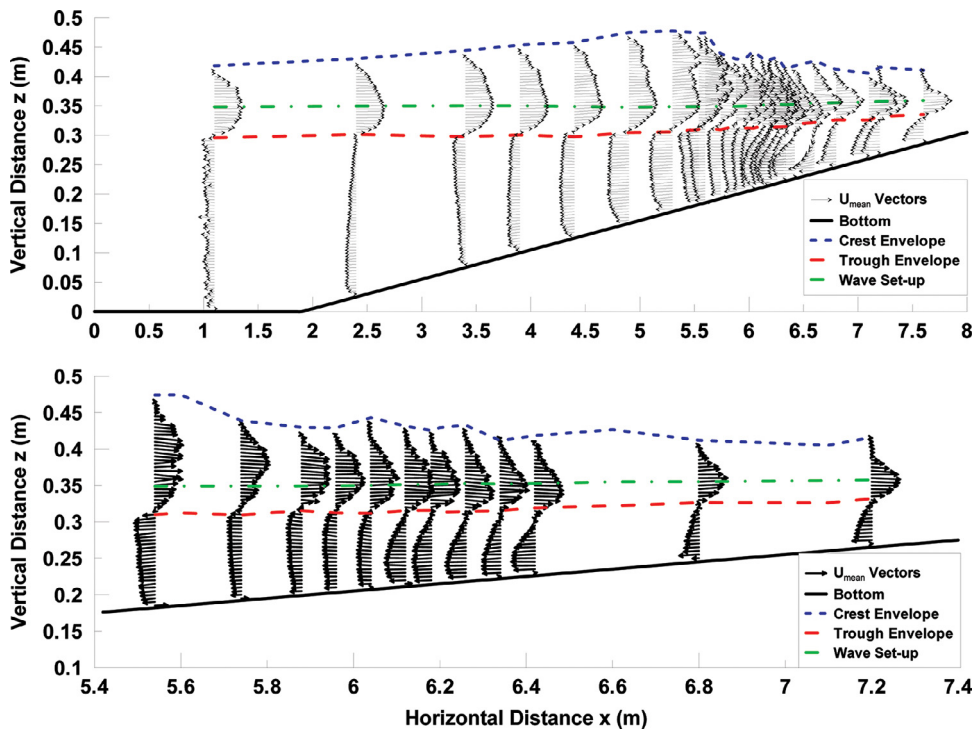 0.5
0.45
0.4
0.35
0.3
0.25
0.2
0.15
0.1
0.05
0
Vertical Distance z (m)
Umean Vectors
Bottom
Crest Envelope
Trough Envelope
Wave Set-up
0 0.5 1 1.5 2 2.5 3 3.5 4 4.5 5 5.5 6 6.5 7 7.5 8
0.5
0.45
0.4
0.35
0.3
0.25
0.2
0.15
0.1
Vertical Distance z (m)
Umean Vectors
Bottom
Crest Envelope
Trough Envelope
Wave Set-up
5.4 5.6 5.8 6 6.2 6.4 6.6 6.8 7 7.2 7.4
Horizontal Distance x (m)